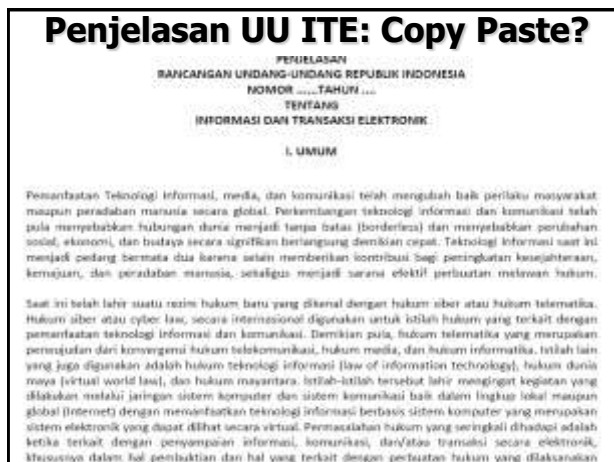 Penjelasan UU ITE: Copy Paste?
PENJELASAN
RANCANGAN UNDANG-UNDANG REPUBLIK INDONESIA
NOMOR ......TAHUN ....
TENTANG
INFORMASI DAN TRANSAKSI ELEKTRONIK
I. UMUM
Pemanfaatan Teknologi Informasi, media, dan komunikasi telah mengubah baik perilaku masyarakat
maupun peradaban manusia secara global. Perkembangan teknologi informasi dan komunikasi telah
pula menyebabkan hubungan dunia menjadi tanpa batas (borderless) dan menyebabkan perubahan
sosial, ekonomi, dan budaya secara signifikan berlangsung demikian cepat. Teknologi Informasi saat ini
menjadi pedang bermata dua karena selain memberikan kontribusi bagi peningkatan kesejahteraan,
kemajuan, dan peradaban manusia, sekaligus menjadi sarana efektif perbuatan melawan hukum.
Saat ini telah lahir suatu rezim hukum baru yang dikenal dengan hukum siber atau hukum telematika.
Hukum siber atau cyber law, secara internasional digunakan untuk istilah hukum yang terkait dengan
pemanfaatan teknologi informasi dan komunikasi. Demikian pula, hukum telematika yang merupakan
perwujudan dari konvergensi hukum telekomunikasi, hukum media, dan hukum informatika. Istilah lain
yang juga digunakan adalah hukum teknologi informasi (law of information technology), hukum dunia
maya (virtual world law), dan hukum mayantara. Istilah-istilah tersebut lahir mengingat kegiatan yang
dilakukan melalui jaringan sistem komputer dan sistem komunikasi baik dalam lingkup lokal maupun
global (Internet) dengan memanfaatkan teknologi informasi berbasis sistem komputer yang merupakan
sistem elektronik yang dapat dilihat secara virtual. Permasalahan hukum yang seringkali dihadapi adalah
ketika terkait dengan penyampaian informasi, komunikasi, dan/atau transaksi secara elektronik,
khususnya dalam hal pembuktian dan hal yang terkait dengan perbuatan hukum yang dilaksanakan